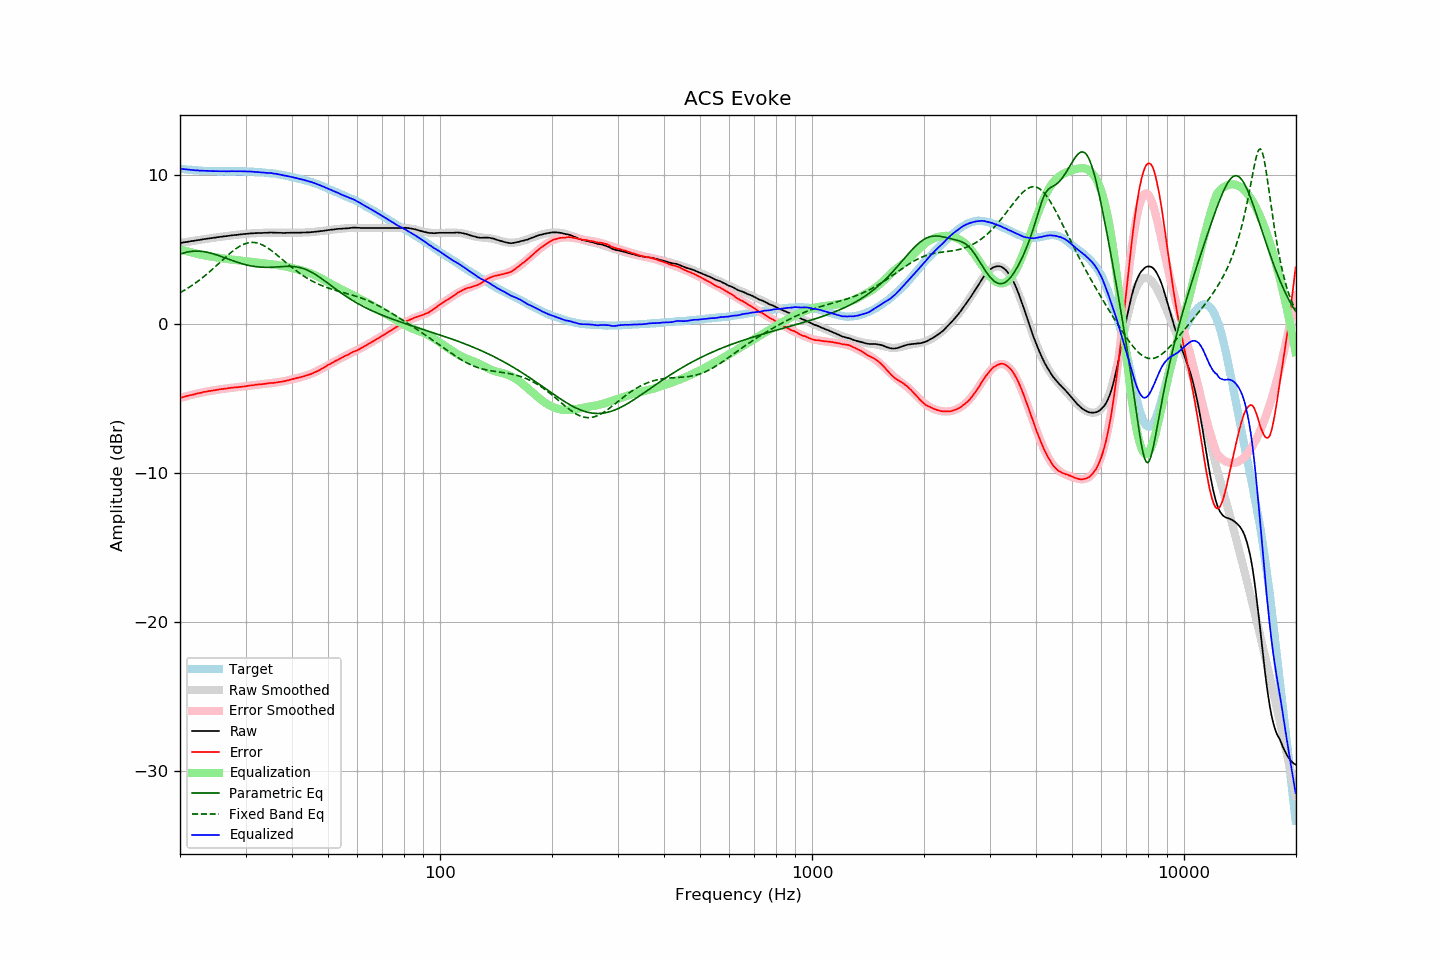 ACS Evoke
10
0
−10
−20
−30
Amplitude (dBr)
100
1000
10000
Frequency (Hz)
Target
Raw Smoothed
Error Smoothed
Raw
Error
Equalization
Parametric Eq
Fixed Band Eq
Equalized